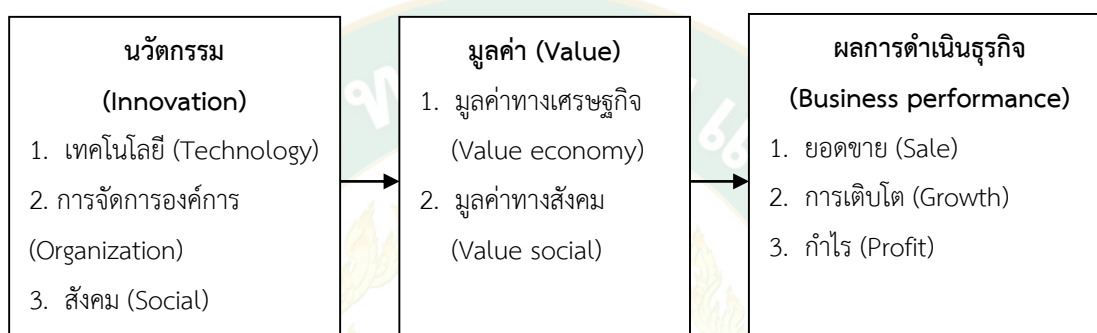 นวัตกรรม
(Innovation)
1. เทคโนโลยี (Technology)
2. การจัดการองค์การ
(Organization)
3. สังคม (Social)
มูลค่า (Value)
1. มูลค่าทางเศรษฐกิจ
(Value economy)
2. มูลค่าทางสังคม
(Value social)
ผลการดำเนินธุรกิจ
(Business performance)
1. ยอดขาย (Sale)
2. การเติบโต (Growth)
3. กำไร (Profit)